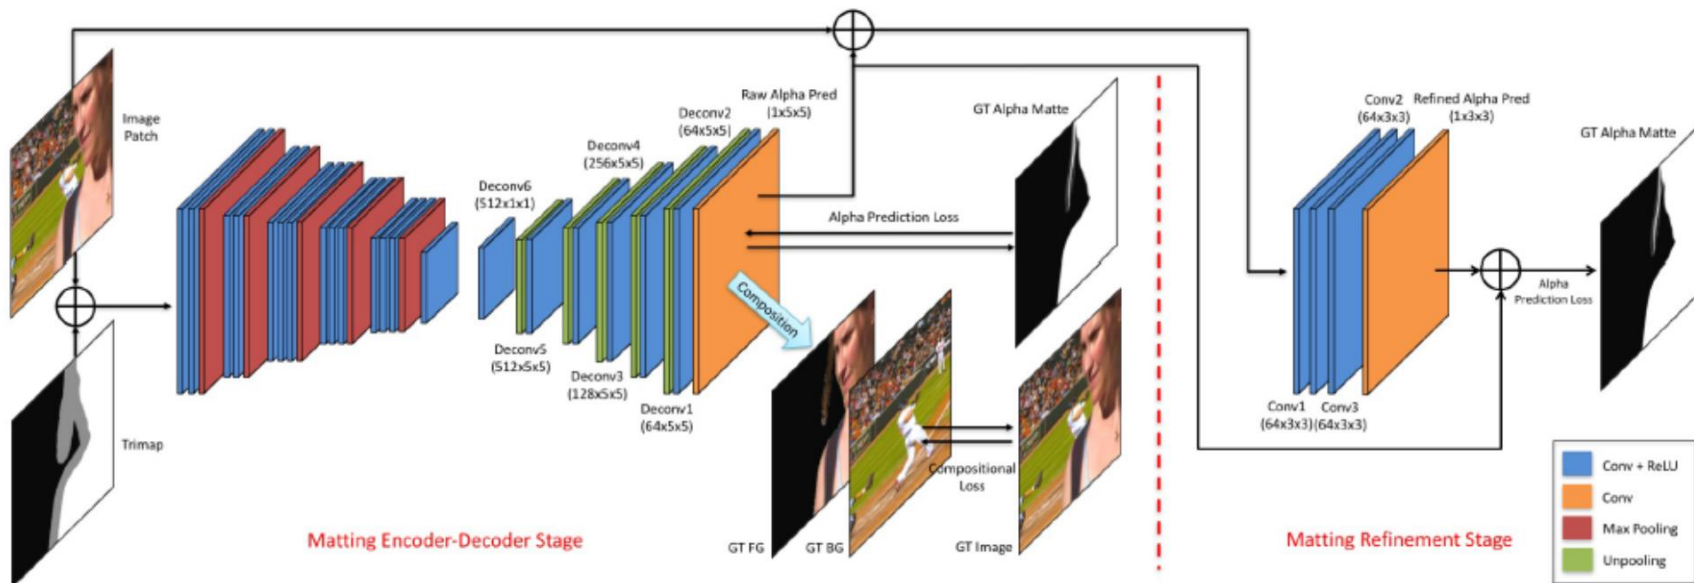 Image
Patch
Trimap
Deconv6
(512x1x1)
Deconv5
(512x5x5)
Deconv4
(256x5x5)
Deconv3
(128x5x5)
Deconv2
(64x5x5)
Deconv1
(64x5x5)
Raw Alpha Pred
(1x5x5)
Alpha Prediction Loss
GT Alpha Matte
Composition
GT FG
GT BG
Compositional
Loss
GT Image
Matting Encoder-Decoder Stage
Conv1
(64x3x3)
Conv2
(64x3x3)
Conv3
(64x3x3)
Refined Alpha Pred
(1x3x3)
GT Alpha Matte
Alpha
Prediction Loss
Matting Refinement Stage
Conv + ReLU
Conv
Max Pooling
Unpooling